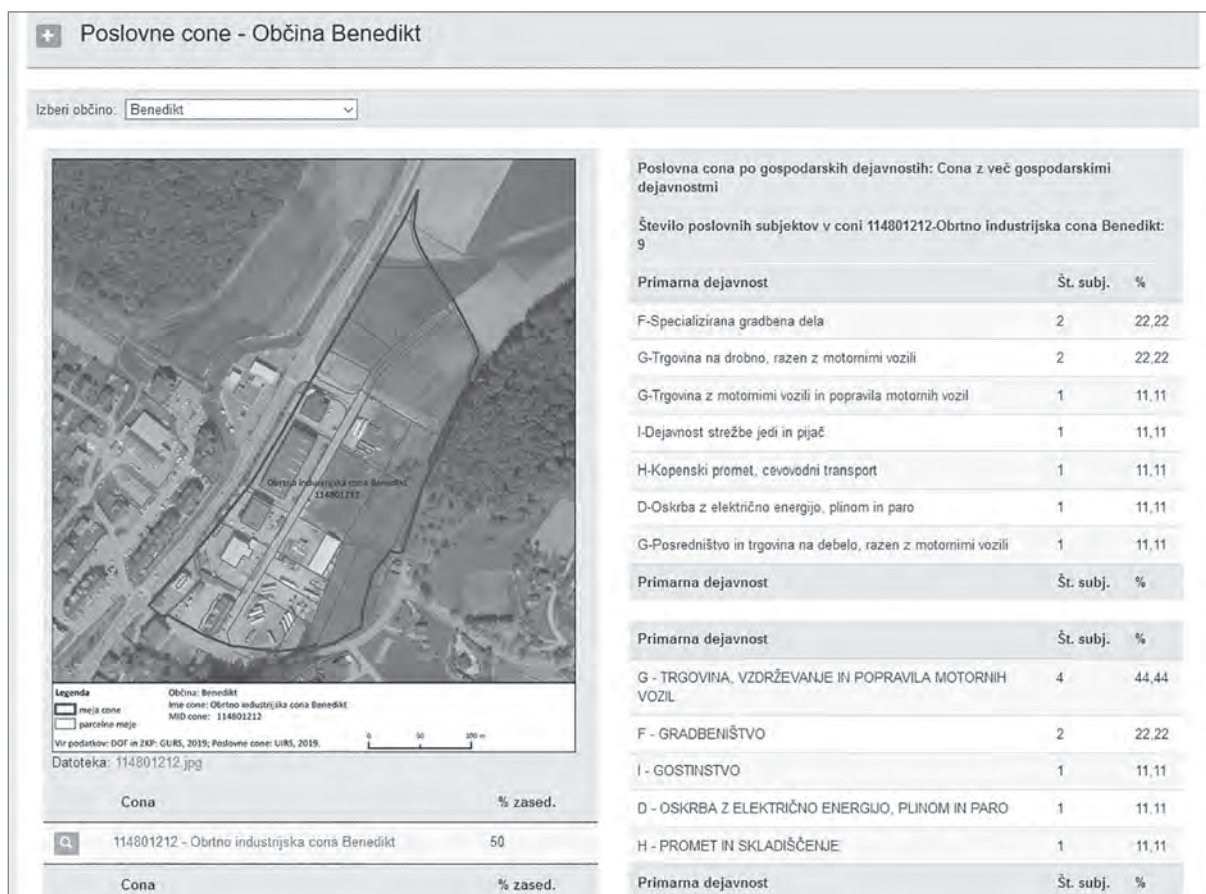 Poslovne cone - Občina Benedikt
Izberi občino: Benedikt
Obrtno industrijska cona Benedikt
114801212
Legenda
meja cone
parcelne meje
Občina: Benedikt
Ime cone: Obrtno industrijska cona Benedikt
MID cone: 114801212
Vir podatkov: DOF in ZKP: GURS, 2019; Poslovne cone: UIRS, 2019.
0 50 100 m
Datoteka: 114801212.jpg
Cona % zased.
114801212 - Obrtno industrijska cona Benedikt 50
Cona % zased.
Poslovna cona po gospodarskih dejavnostih: Cona z več gospodarskimi
dejavnostmi
Število poslovnih subjektov v coni 114801212-Obrtno industrijska cona Benedikt:
9
Primarna dejavnost Št. subj. %
F-Specializirana gradbena dela 2 22,22
G-Trgovina na drobno, razen z motornimi vozili 2 22,22
G-Trgovina z motornimi vozili in popravila motornih vozil 1 11,11
I-Dejavnost strežbe jedi in pijač 1 11,11
H-Kopenski promet, cevovodni transport 1 11,11
D-Oskrba z električno energijo, plinom in paro 1 11,11
G-Posredništvo in trgovina na debelo, razen z motornimi vozili 1 11,11
Primarna dejavnost Št. subj. %
Primarna dejavnost Št. subj. %
G - TRGOVINA, VZDRŽEVANJE IN POPRAVILA MOTORNIH
VOZIL 4 44,44
F - GRADBENIŠTVO 2 22,22
I - GOSTINSTVO 1 11,11
D - OSKRBA Z ELEKTRIČNO ENERGIJO, PLINOM IN PARO 1 11,11
H - PROMET IN SKLADIŠČENJE 1 11,11
Primarna dejavnost Št. subj. %